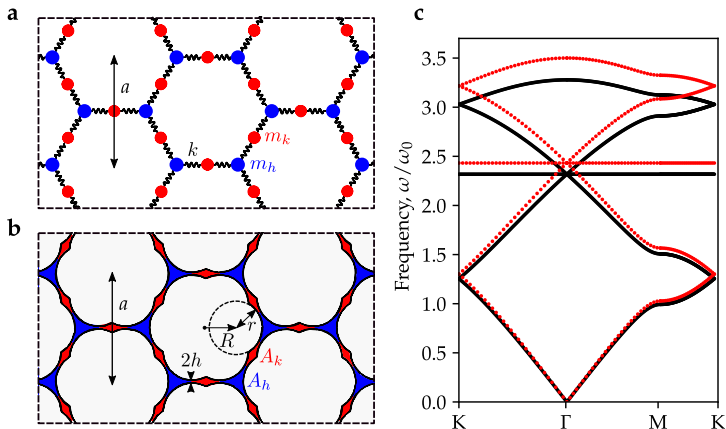 a
a
k
m_k
m_h
b
a
r
R
2h
A_k
A_h
c
Frequency, ω/ω_0
3.5
3.0
2.5
2.0
1.5
1.0
0.5
0.0
K Γ M K